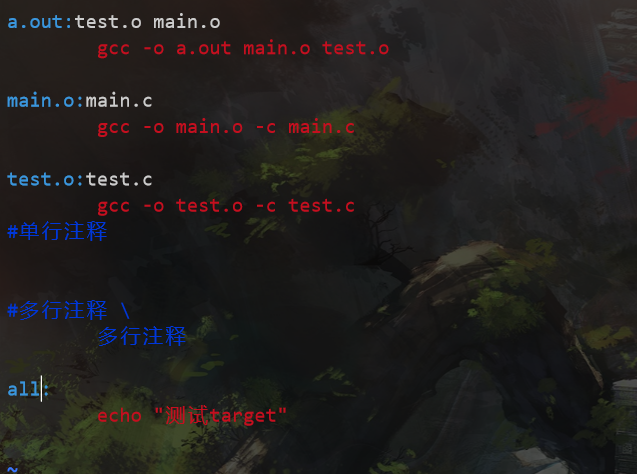 a.out:test.o main.o
gcc -o a.out main.o test.o
main.o:main.c
gcc -o main.o -c main.c
test.o:test.c
gcc -o test.o -c test.c
#单行注释
#多行注释 \
多行注释
all:
echo "测试target"
~